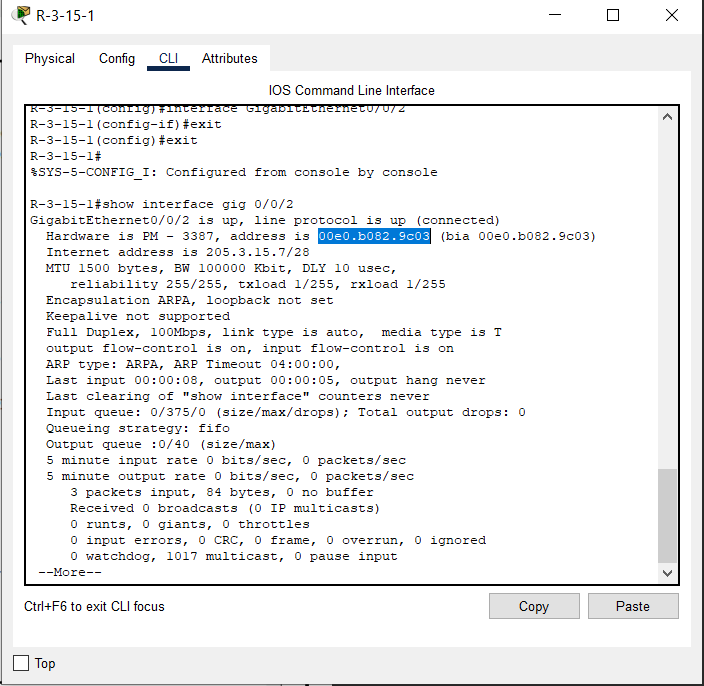 R-3-15-1
Physical Config CLI Attributes
IOS Command Line Interface
R-3-15-1(config)#interface GigabitEthernet0/0/2
R-3-15-1(config-if)#exit
R-3-15-1(config)#exit
R-3-15-1#
%SYS-5-CONFIG_I: Configured from console by console
R-3-15-1#show interface gig 0/0/2
GigabitEthernet0/0/2 is up, line protocol is up (connected)
Hardware is PM - 3387, address is 00e0.b082.9c03 (bia 00e0.b082.9c03)
Internet address is 205.3.15.7/28
MTU 1500 bytes, BW 100000 Kbit, DLY 10 usec,
reliability 255/255, txload 1/255, rxload 1/255
Encapsulation ARPA, loopback not set
Keepalive not supported
Full Duplex, 100Mbps, link type is auto, media type is T
output flow-control is on, input flow-control is on
ARP type: ARPA, ARP Timeout 04:00:00,
Last input 00:00:08, output 00:00:05, output hang never
Last clearing of "show interface" counters never
Input queue: 0/375/0 (size/max/drops); Total output drops: 0
Queueing strategy: fifo
Output queue :0/40 (size/max)
5 minute input rate 0 bits/sec, 0 packets/sec
5 minute output rate 0 bits/sec, 0 packets/sec
3 packets input, 84 bytes, 0 no buffer
Received 0 broadcasts (0 IP multicasts)
0 runts, 0 giants, 0 throttles
0 input errors, 0 CRC, 0 frame, 0 overrun, 0 ignored
0 watchdog, 1017 multicast, 0 pause input
--More--
Ctrl+F6 to exit CLI focus
Copy Paste
Top